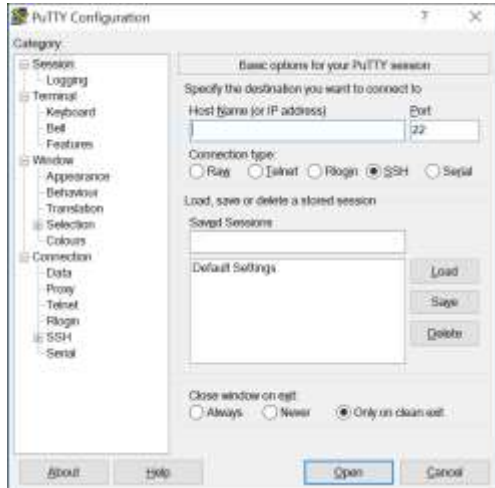 PuTTY Configuration
? ×
Category:
Session
Logging
Terminal
Keyboard
Bell
Features
Window
Appearance
Behaviour
Translation
Selection
Colours
Connection
Data
Proxy
Telnet
Rlogin
SSH
Serial
Basic options for your PuTTY session
Specify the destination you want to connect to
Host Name (or IP address) Port
22
Connection type:
Raw Telnet Rlogin SSH Serial
Load, save or delete a stored session
Saved Sessions
Default Settings
Load
Save
Delete
Close window on exit:
Always Never Only on clean exit
About Help Open Cancel